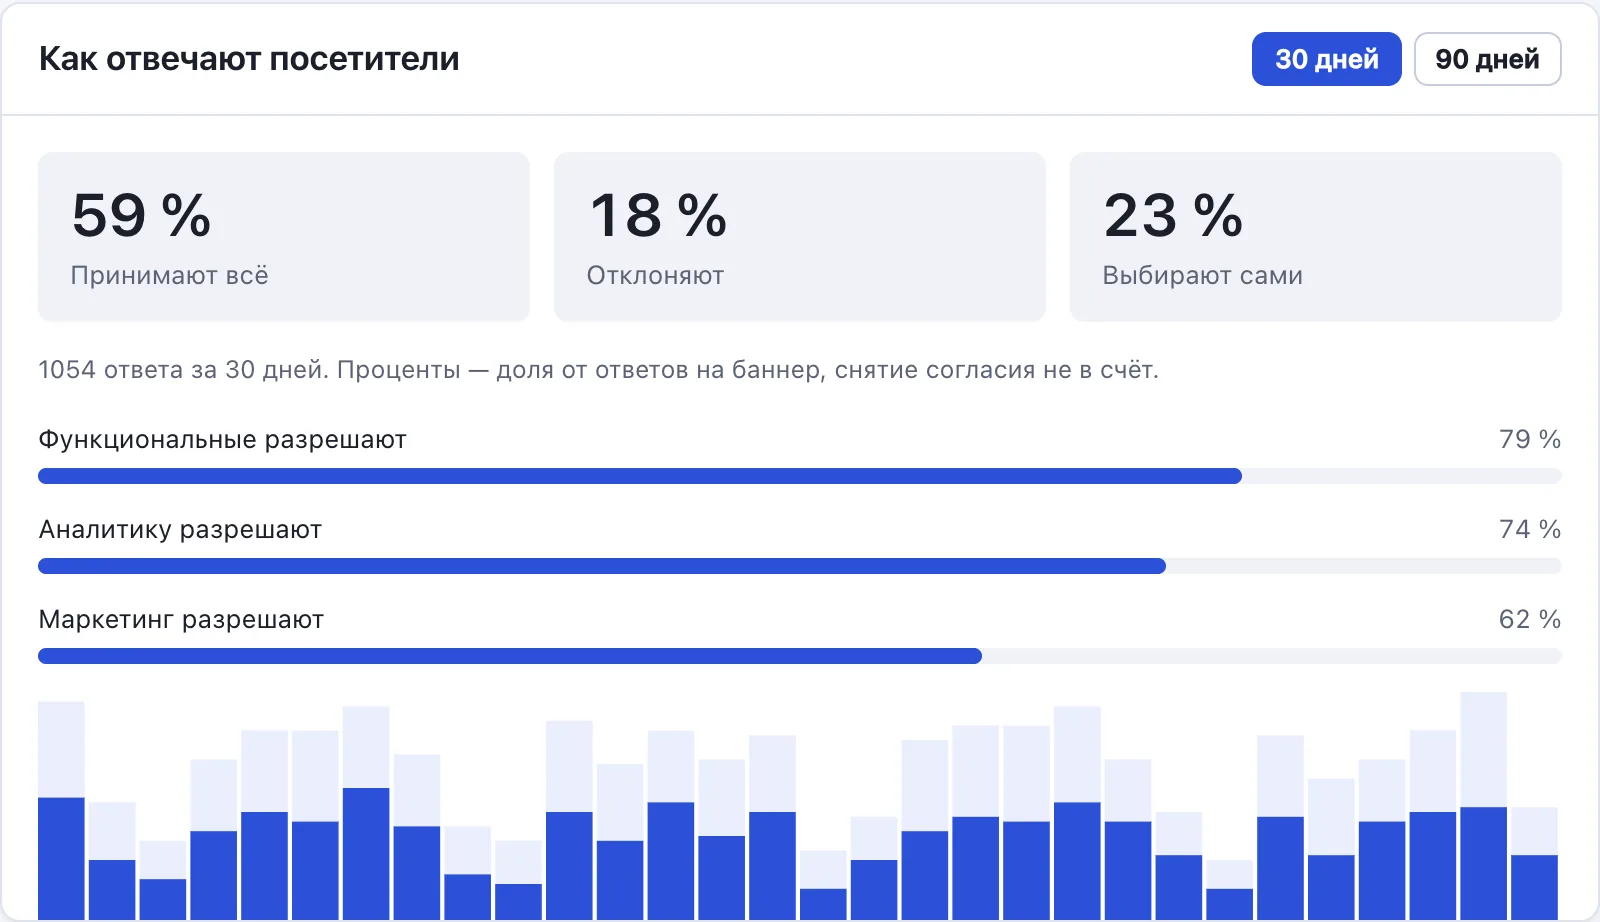 Как отвечают посетители
30 дней
90 дней
59 %
Принимают всё
18 %
Отклоняют
23 %
Выбирают сами
1054 ответа за 30 дней. Проценты — доля от ответов на баннер, снятие согласия не в счёт.
Функциональные разрешают
79 %
Аналитику разрешают
74 %
Маркетинг разрешают
62 %